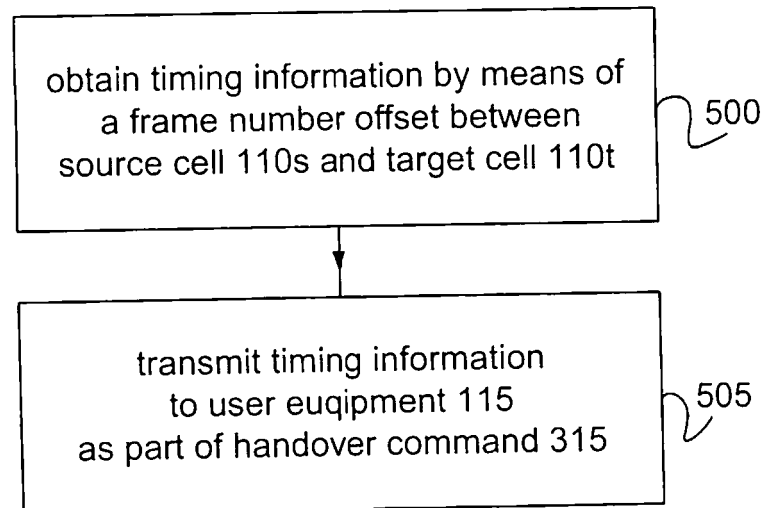 obtain timing information by means of
a frame number offset between
source cell 110s and target cell 110t
500
transmit timing information
to user euqipment 115
as part of handover command 315
505